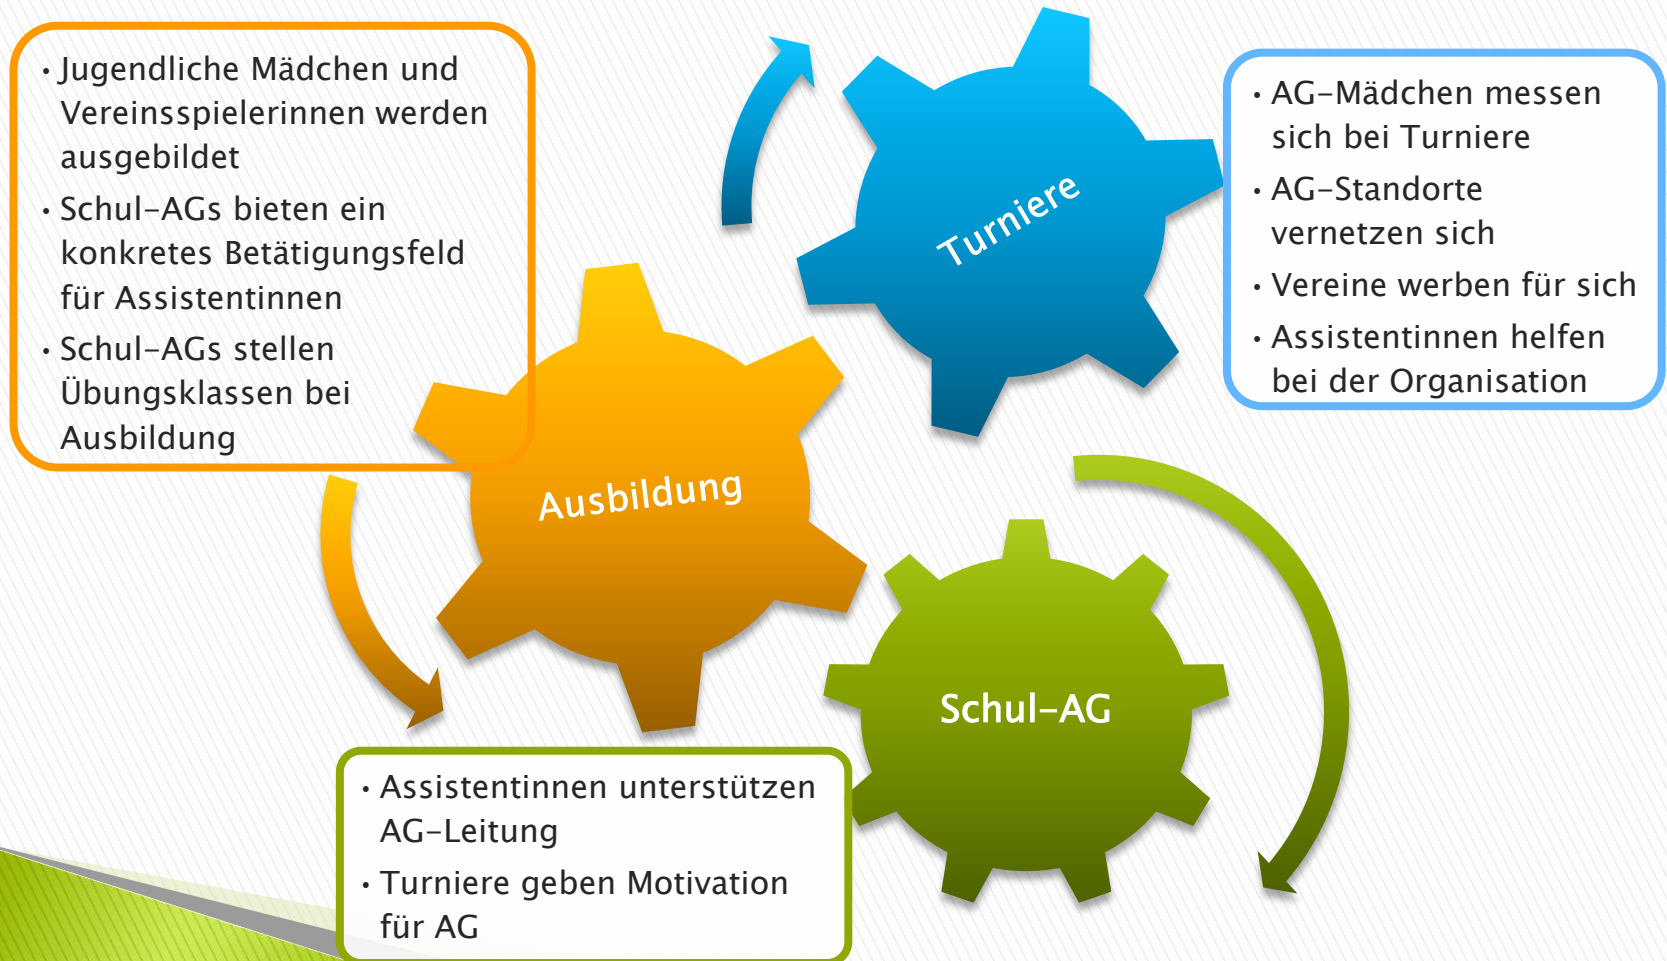 • Jugendliche Mädchen und
Vereinsspielerinnen werden
ausgebildet
• Schul-AGs bieten ein
konkretes Betätigungsfeld
für Assistentinnen
• Schul-AGs stellen
Übungsklassen bei
Ausbildung
Turniere
• AG-Mädchen messen
sich bei Turniere
• AG-Standorte
vernetzen sich
• Vereine werben für sich
• Assistentinnen helfen
bei der Organisation
Ausbildung
Schul-AG
• Assistentinnen unterstützen
AG-Leitung
• Turniere geben Motivation
für AG